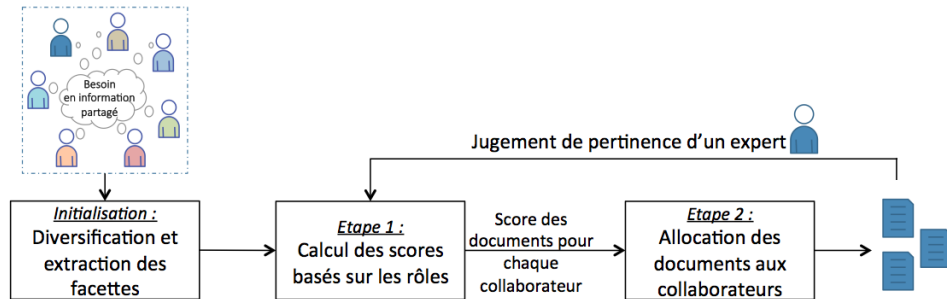 Besoin
en information
partagé
Jugement de pertinence d'un expert
Initialisation :
Diversification et
extraction des
facettes
Etape 1 :
Calcul des scores
basés sur les rôles
Score des
documents pour
chaque
collaborateur
Etape 2 :
Allocation des
documents aux
collaborateurs